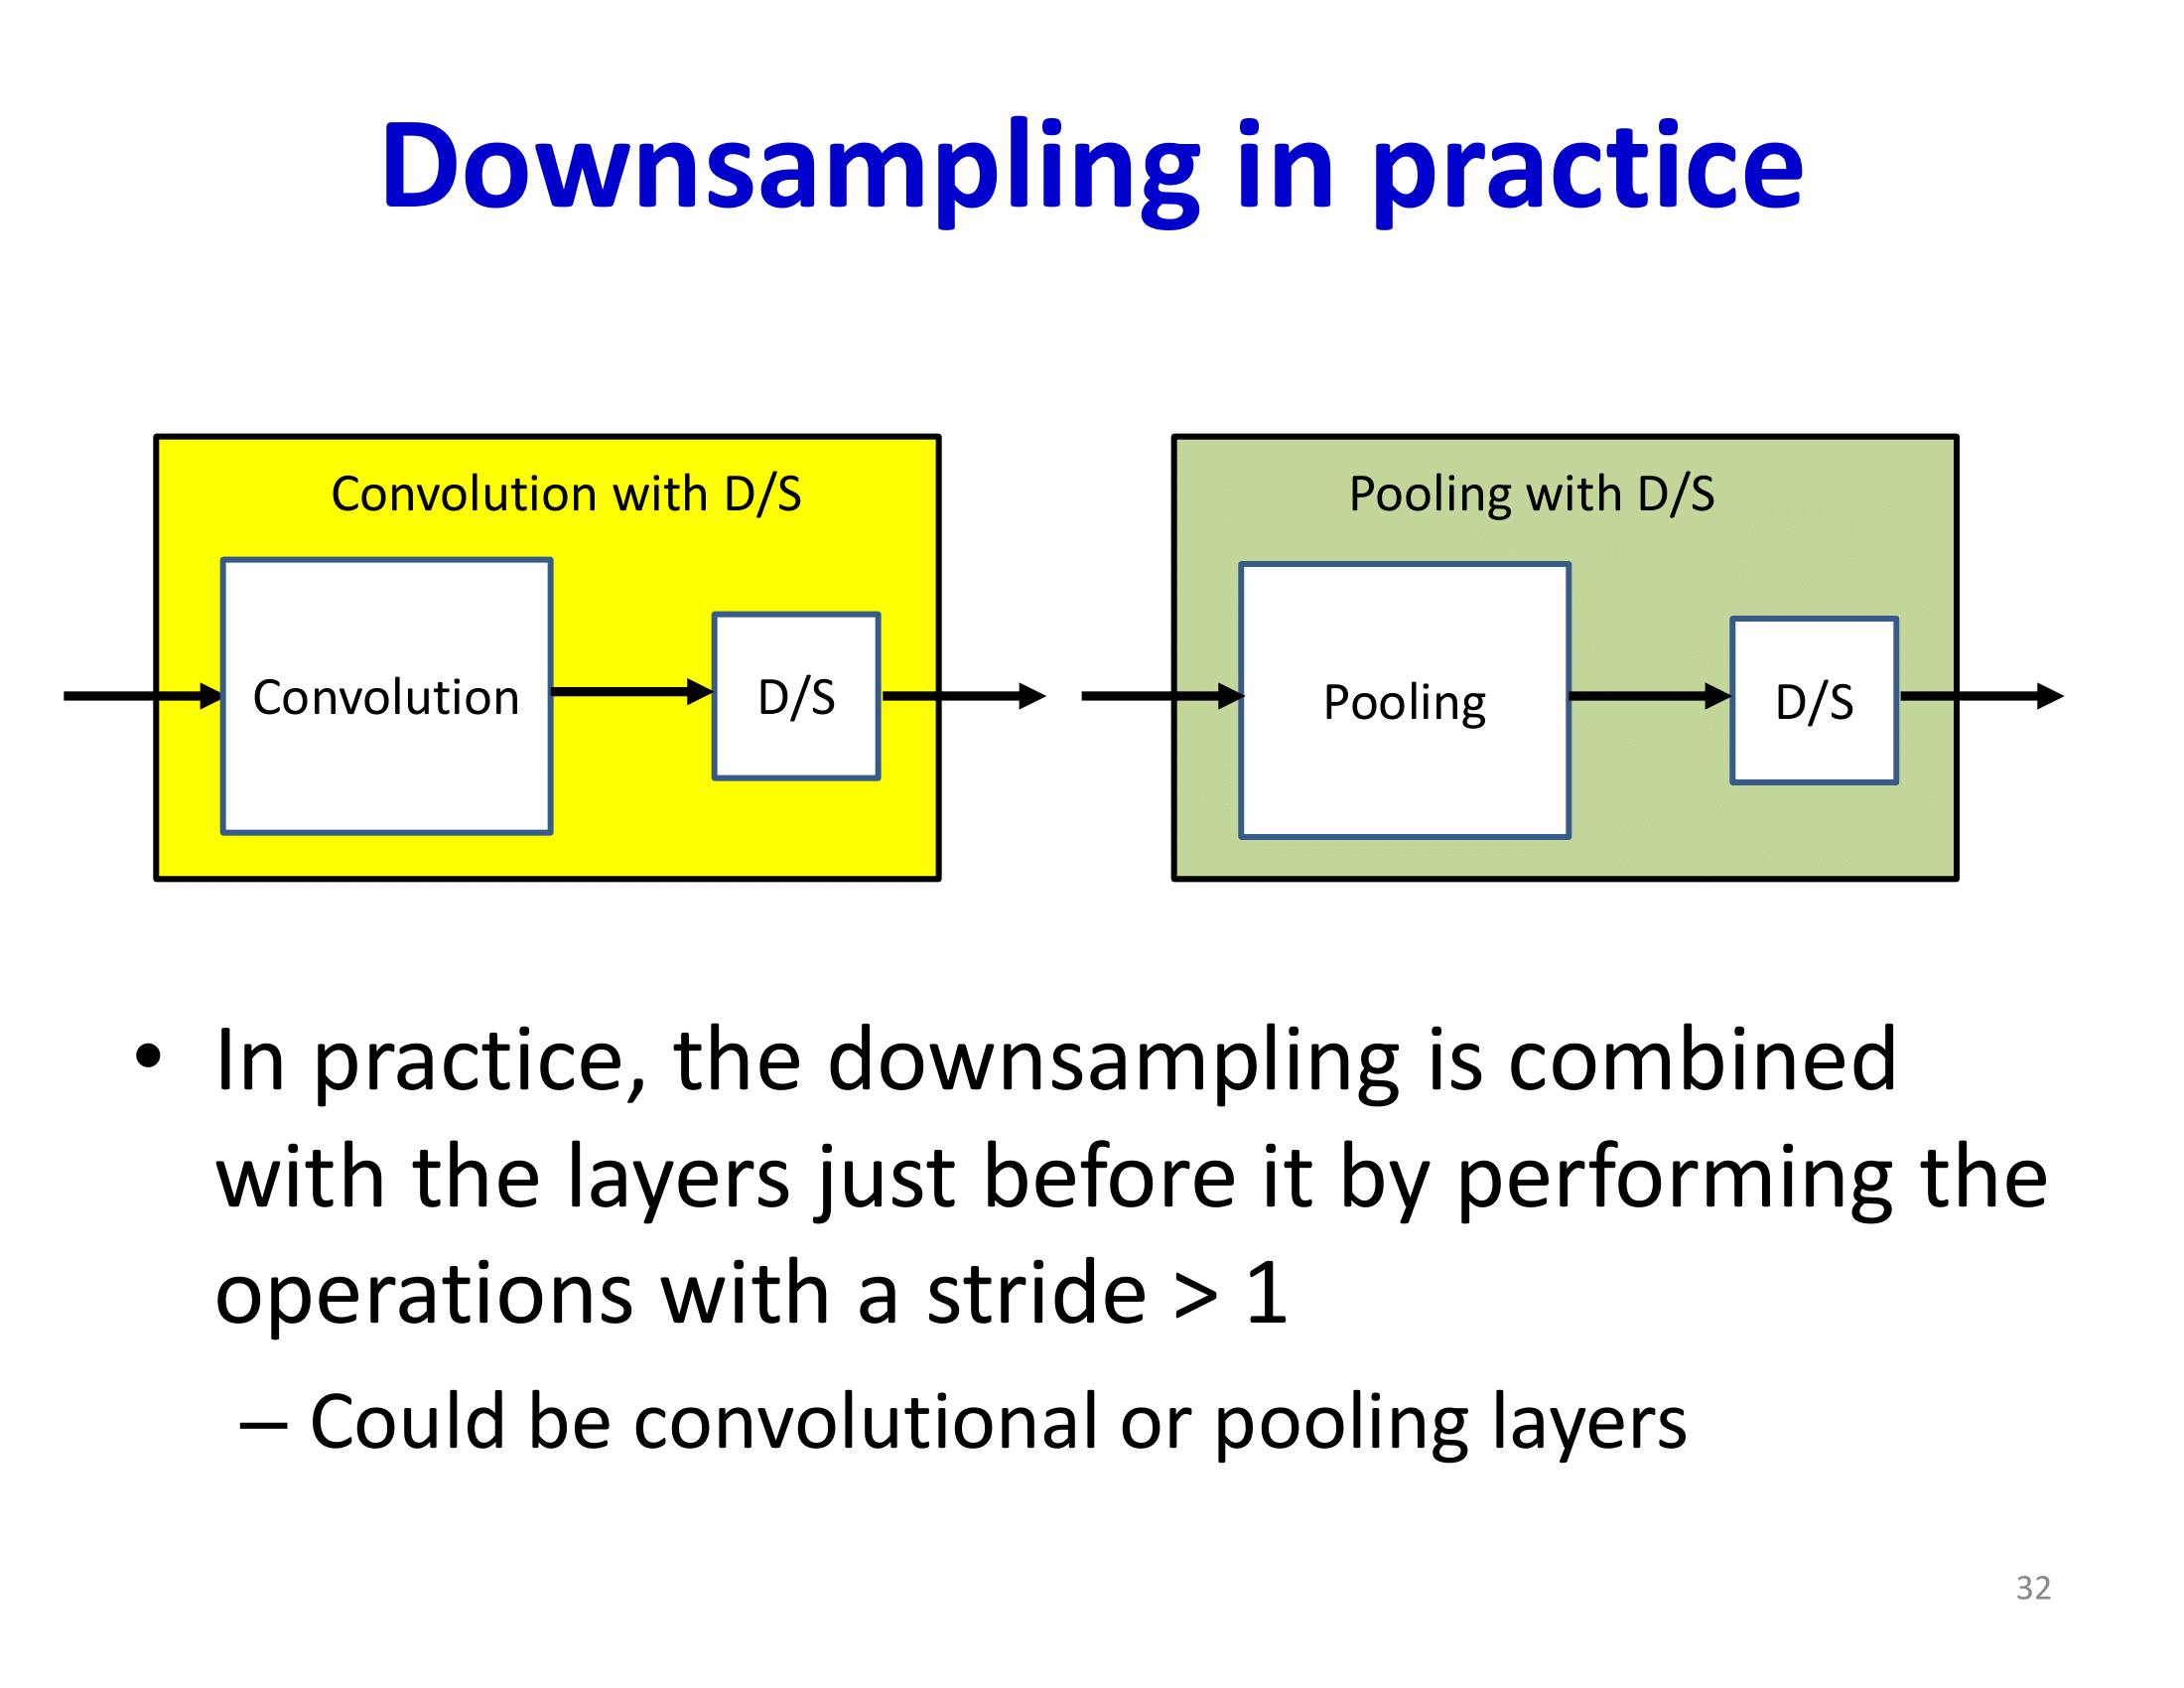 Downsampling in practice
Convolution with D/S
Convolution
D/S
Pooling with D/S
Pooling
D/S
• In practice, the downsampling is combined
with the layers just before it by performing the
operations with a stride > 1
– Could be convolutional or pooling layers
32